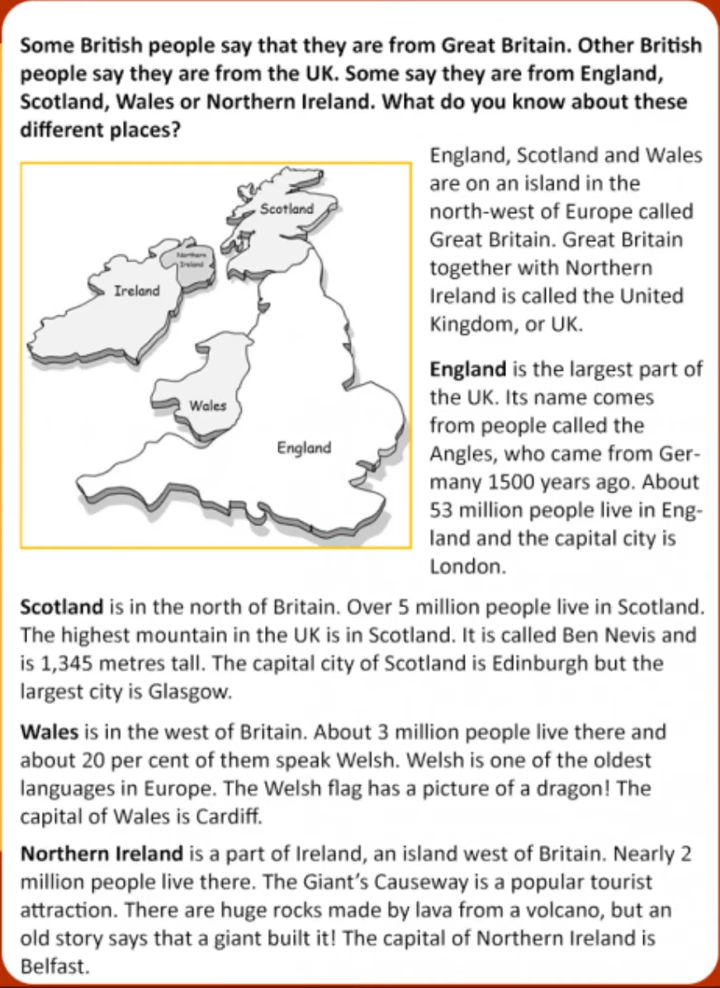 Some British people say that they are from Great Britain. Other British
people say they are from the UK. Some say they are from England,
Scotland, Wales or Northern Ireland. What do you know about these
different places?
England, Scotland and Wales
are on an island in the
north-west of Europe called
Great Britain. Great Britain
together with Northern
Ireland is called the United
Kingdom, or UK.
Scotland
Northern
Ireland
Ireland
Wales
England
England is the largest part of
the UK. Its name comes
from people called the
Angles, who came from Ger-
many 1500 years ago. About
53 million people live in Eng-
land and the capital city is
London.
Scotland is in the north of Britain. Over 5 million people live in Scotland.
The highest mountain in the UK is in Scotland. It is called Ben Nevis and
is 1,345 metres tall. The capital city of Scotland is Edinburgh but the
largest city is Glasgow.
Wales is in the west of Britain. About 3 million people live there and
about 20 per cent of them speak Welsh. Welsh is one of the oldest
languages in Europe. The Welsh flag has a picture of a dragon! The
capital of Wales is Cardiff.
Northern Ireland is a part of Ireland, an island west of Britain. Nearly 2
million people live there. The Giant's Causeway is a popular tourist
attraction. There are huge rocks made by lava from a volcano, but an
old story says that a giant built it! The capital of Northern Ireland is
Belfast.